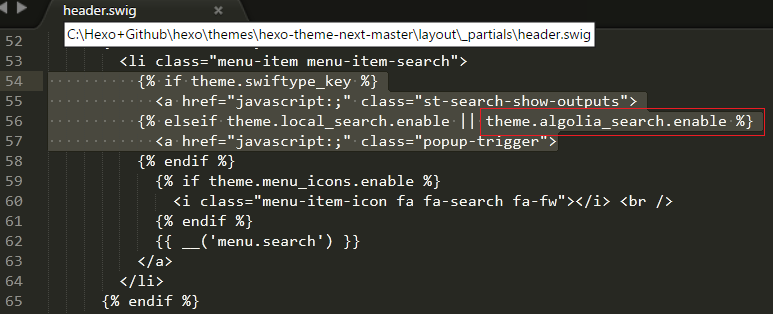 header.swig ×
C:\Hexo+Github\hexo\themes\hexo-theme-next-master\layout\_partials\header.swig
52
53 <li class="menu-item menu-item-search">
54 {% if theme.swiftype_key %}
55 <a href="javascript:;" class="st-search-show-outputs">
56 {% elseif theme.local_search.enable || theme.algolia_search.enable %}
57 <a href="javascript:;" class="popup-trigger">
58 {% endif %}
59 {% if theme.menu_icons.enable %}
60 <i class="menu-item-icon fa fa-search fa-fw"></i> <br />
61 {% endif %}
62 {{ __('menu.search') }}
63 </a>
64 </li>
65 {% endif %}